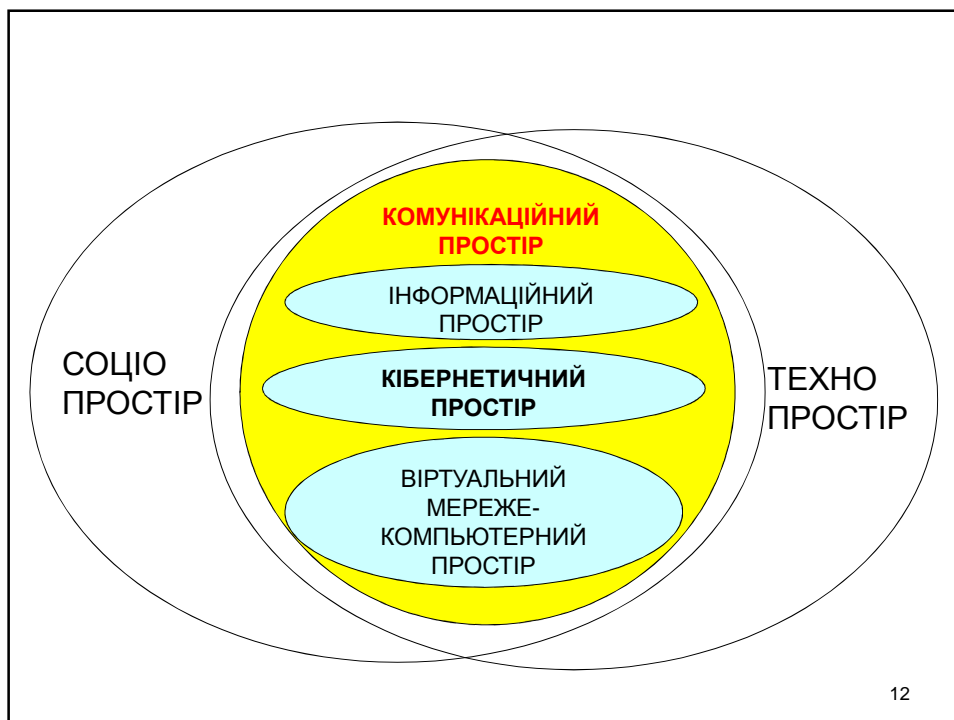 КОМУНІКАЦІЙНИЙ
ПРОСТІР
ІНФОРМАЦІЙНИЙ
ПРОСТІР
СОЦІО
ПРОСТІР
КІБЕРНЕТИЧНИЙ
ПРОСТІР
ТЕХНО
ПРОСТІР
ВІРТУАЛЬНИЙ
МЕРЕЖЕ-
КОМПЬЮТЕРНИЙ
ПРОСТІР
12